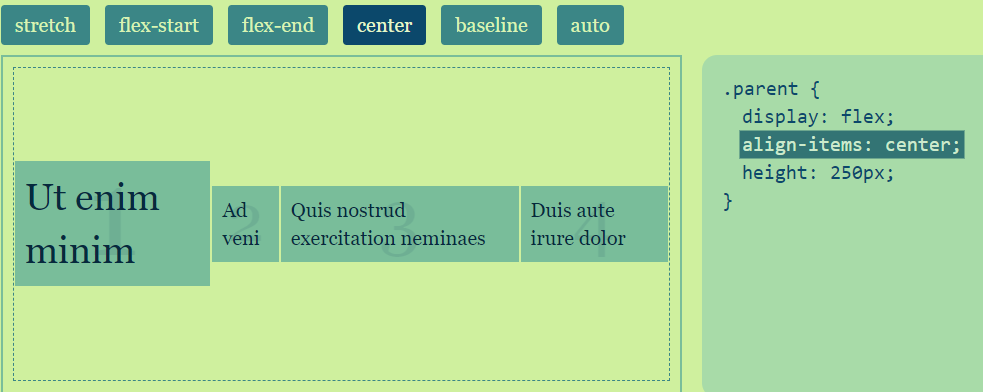 stretch flex-start flex-end center baseline auto
1
Ut enim
minim
2
Ad
veni
3
Quis nostrud
exercitation neminaes
4
Duis aute
irure dolor
.parent {
display: flex;
align-items: center;
height: 250px;
}